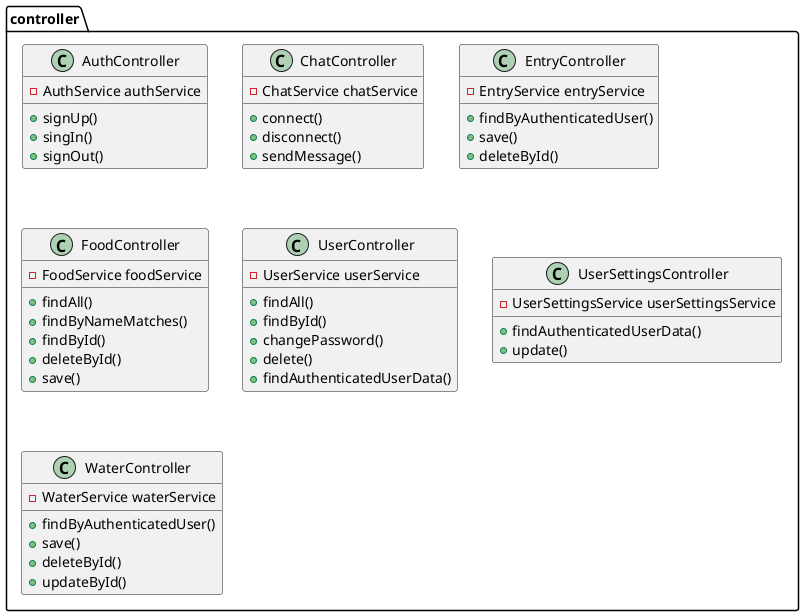 controller
C AuthController
AuthService authService
signUp()
singIn()
signOut()
C ChatController
ChatService chatService
connect()
disconnect()
sendMessage()
C EntryController
EntryService entryService
findByAuthenticatedUser()
save()
deleteById()
C FoodController
FoodService foodService
findAll()
findByNameMatches()
findById()
deleteById()
save()
C UserController
UserService userService
findAll()
findById()
changePassword()
delete()
findAuthenticatedUserData()
C UserSettingsController
UserSettingsService userSettingsService
findAuthenticatedUserData()
update()
C WaterController
WaterService waterService
findByAuthenticatedUser()
save()
deleteById()
updateById()